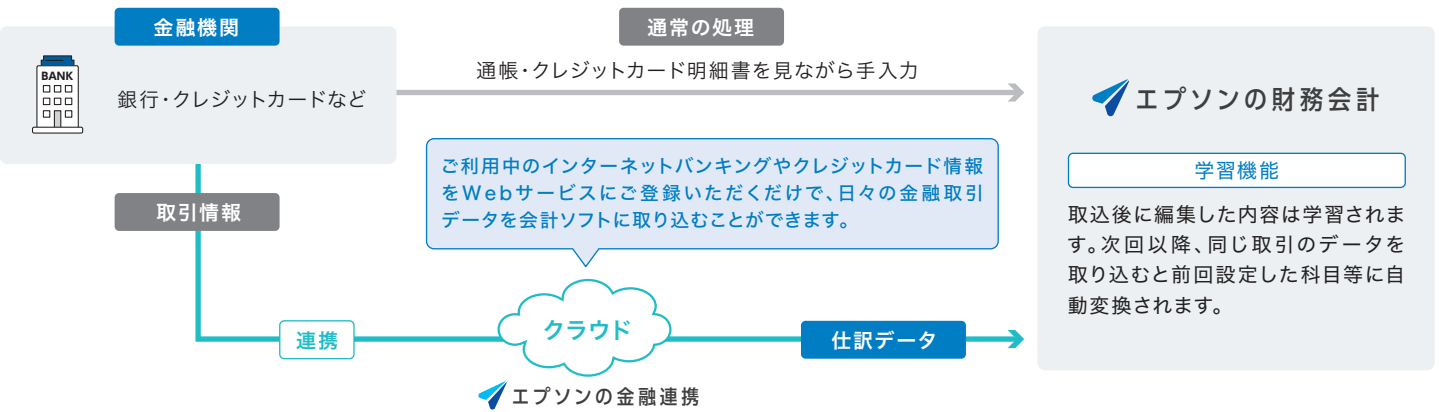 金融機関
BANK
銀行・クレジットカードなど
通常の処理
通帳・クレジットカード明細書を見ながら手入力
取引情報
ご利用中のインターネットバンキングやクレジットカード情報
をWebサービスにご登録いただくだけで、日々の金融取引
データを会計ソフトに取り込むことができます。
連携
クラウド
エプソンの金融連携
仕訳データ
エプソンの財務会計
学習機能
取込後に編集した内容は学習されま
す。次回以降、同じ取引のデータを
取り込むと前回設定した科目等に自
動変換されます。